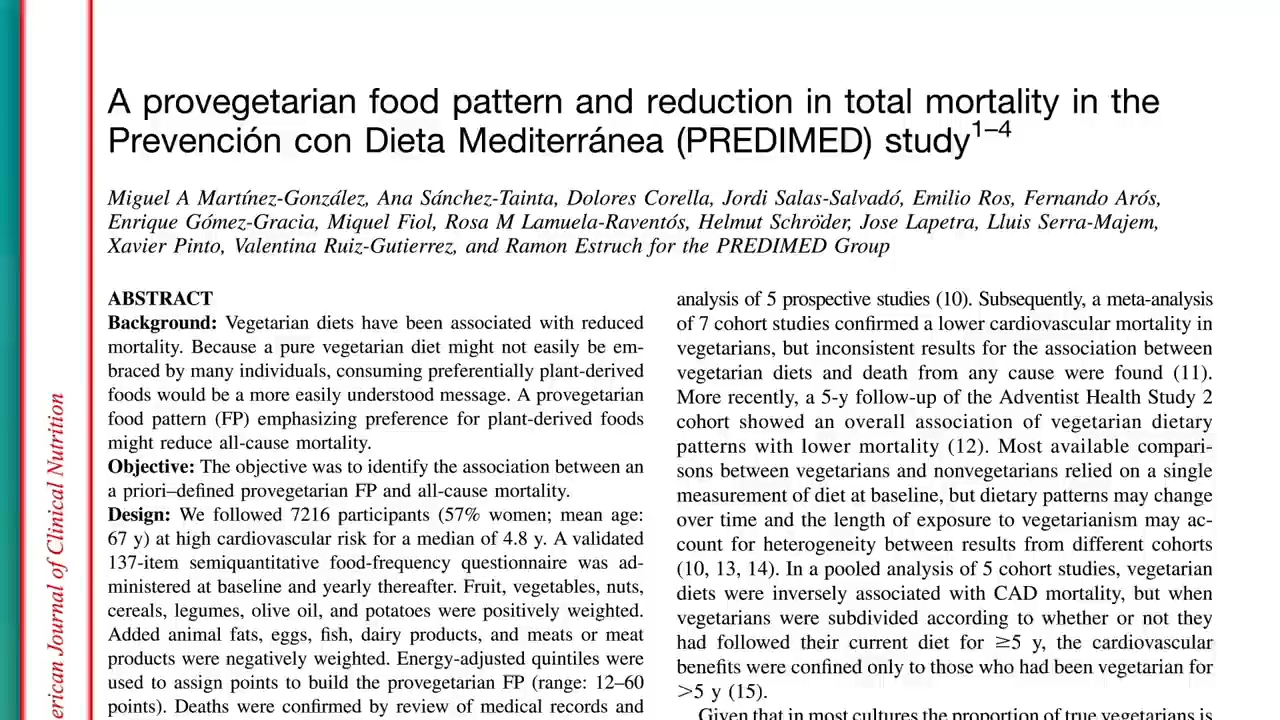 A provegetarian food pattern and reduction in total mortality in the
Prevención con Dieta Mediterránea (PREDIMED) study1–4
Miguel A Martínez-González, Ana Sánchez-Tainta, Dolores Corella, Jordi Salas-Salvadó, Emilio Ros, Fernando Arós,
Enrique Gómez-Gracia, Miquel Fiol, Rosa M Lamuela-Raventós, Helmut Schröder, Jose Lapetra, Lluis Serra-Majem,
Xavier Pinto, Valentina Ruiz-Gutierrez, and Ramon Estruch for the PREDIMED Group
ABSTRACT
Background: Vegetarian diets have been associated with reduced
mortality. Because a pure vegetarian diet might not easily be em-
braced by many individuals, consuming preferentially plant-derived
foods would be a more easily understood message. A provegetarian
food pattern (FP) emphasizing preference for plant-derived foods
might reduce all-cause mortality.
Objective: The objective was to identify the association between an
a priori–defined provegetarian FP and all-cause mortality.
Design: We followed 7216 participants (57% women; mean age:
67 y) at high cardiovascular risk for a median of 4.8 y. A validated
137-item semiquantitative food-frequency questionnaire was ad-
ministered at baseline and yearly thereafter. Fruit, vegetables, nuts,
cereals, legumes, olive oil, and potatoes were positively weighted.
Added animal fats, eggs, fish, dairy products, and meats or meat
products were negatively weighted. Energy-adjusted quintiles were
used to assign points to build the provegetarian FP (range: 12–60
points). Deaths were confirmed by review of medical records and
analysis of 5 prospective studies (10). Subsequently, a meta-analysis
of 7 cohort studies confirmed a lower cardiovascular mortality in
vegetarians, but inconsistent results for the association between
vegetarian diets and death from any cause were found (11).
More recently, a 5-y follow-up of the Adventist Health Study 2
cohort showed an overall association of vegetarian dietary
patterns with lower mortality (12). Most available compari-
sons between vegetarians and nonvegetarians relied on a single
measurement of diet at baseline, but dietary patterns may change
over time and the length of exposure to vegetarianism may ac-
count for heterogeneity between results from different cohorts
(10, 13, 14). In a pooled analysis of 5 cohort studies, vegetarian
diets were inversely associated with CAD mortality, but when
vegetarians were subdivided according to whether or not they
had followed their current diet for ≥5 y, the cardiovascular
benefits were confined only to those who had been vegetarian for
>5 y (15).
Given that in most cultures the proportion of true vegetarians is
erican Journal of Clinical Nutrition